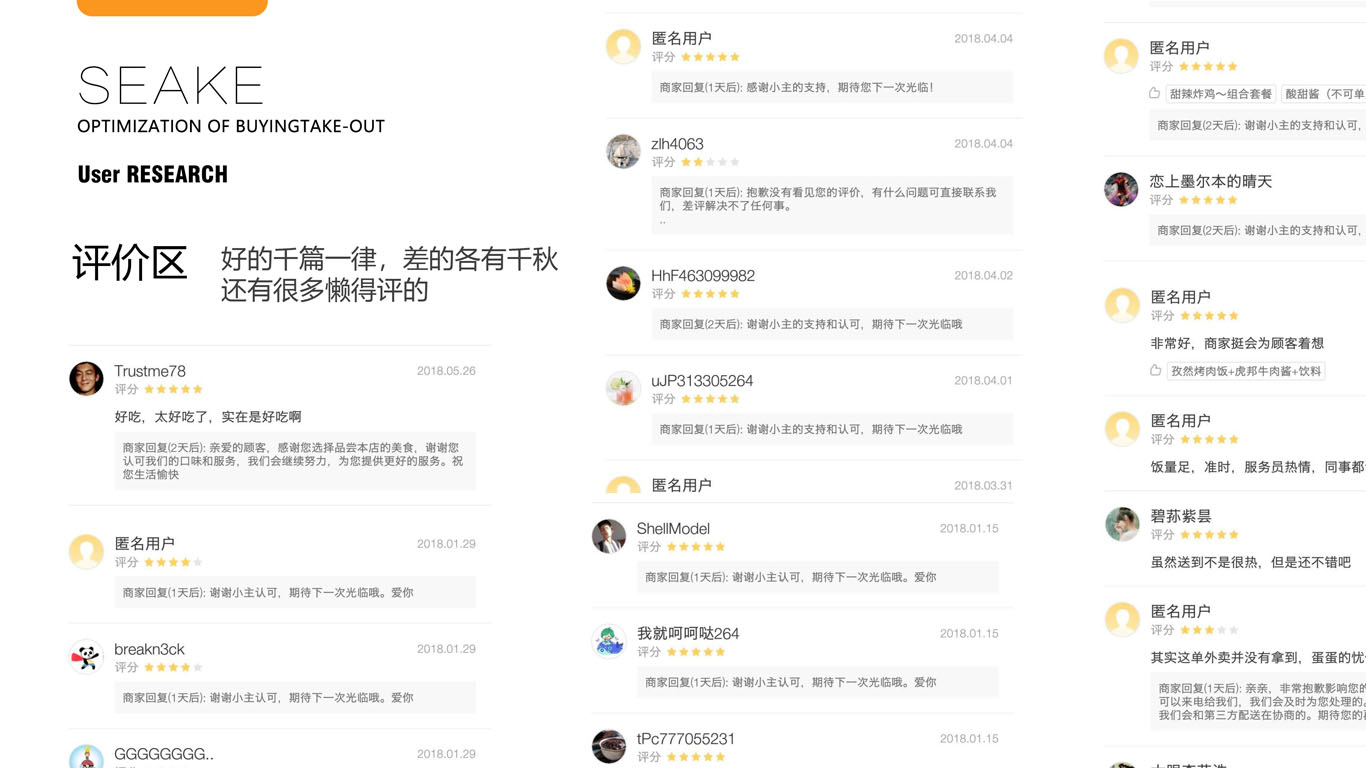 SEAKE
OPTIMIZATION OF BUYINGTAKE-OUT
User RESEARCH
评价区
好的千篇一律，差的各有千秋
还有很多懒得评的
Trustme78
2018.05.26
评分
好吃，太好吃了，实在是好吃啊
商家回复(2天后): 亲爱的顾客，感谢您选择品尝本店的美食，谢谢您
认可我们的口味和服务，我们会继续努力，为您提供更好的服务。祝
您生活愉快
匿名用户
2018.01.29
评分
商家回复(1天后): 谢谢小主认可，期待下一次光临哦。爱你
breakn3ck
2018.01.29
评分
商家回复(1天后): 谢谢小主认可，期待下一次光临哦。爱你
GGGGGGGG..
2018.01.29
匿名用户
2018.04.04
评分
商家回复(1天后): 感谢小主的支持，期待您下一次光临！
zlh4063
2018.04.04
评分
商家回复(1天后): 抱歉没有看见您的评价，有什么问题可直接联系我
们，差评解决不了任何事。
..
HhF463099982
2018.04.02
评分
商家回复(2天后): 谢谢小主的支持和认可，期待下一次光临哦
uJP313305264
2018.04.01
评分
商家回复(1天后): 谢谢小主的支持和认可，期待下一次光临哦
匿名用户
2018.03.31
ShellModel
2018.01.15
评分
商家回复(1天后): 谢谢小主认可，期待下一次光临哦。爱你
我就呵呵哒264
2018.01.15
评分
商家回复(1天后): 谢谢小主认可，期待下一次光临哦。爱你
tPc777055231
2018.01.15
评分
匿名用户
评分
甜辣炸鸡～组合套餐
酸甜酱（不可单
商家回复(2天后): 谢谢小主的支持和认可，
恋上墨尔本的晴天
评分
商家回复(2天后): 谢谢小主的支持和认可，
匿名用户
评分
非常好，商家挺会为顾客着想
孜然烤肉饭+虎邦牛肉酱+饮料
匿名用户
评分
饭量足，准时，服务员热情，同事都
碧荪紫昙
评分
虽然送到不是很热，但是还不错吧
匿名用户
评分
其实这单外卖并没有拿到，蛋蛋的忧
商家回复(1天后): 亲亲，非常抱歉影响您的
可以来电给我们，我们会及时为您处理的。
我们会和第三方配送在协商的。期待您的再